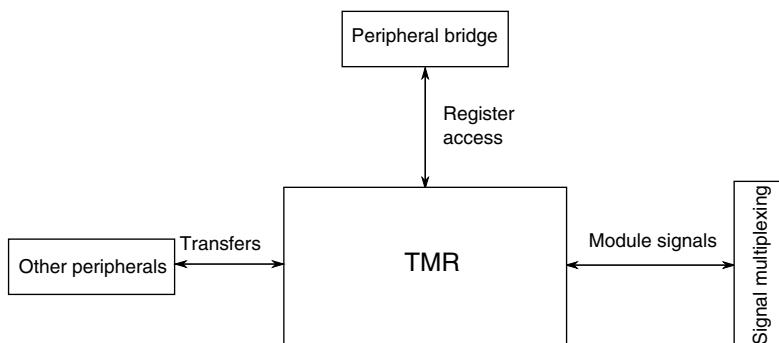 Peripheral bridge
Register
access
Transfers
Other peripherals
TMR
Module signals
Signal multiplexing